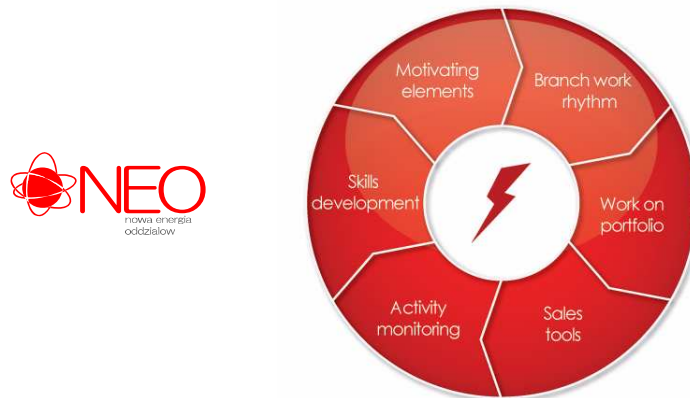 NEO
nowa energia
oddzialow
Motivating
elements
Branch work
rhythm
Skills
development
Work on
portfolio
Activity
monitoring
Sales
tools